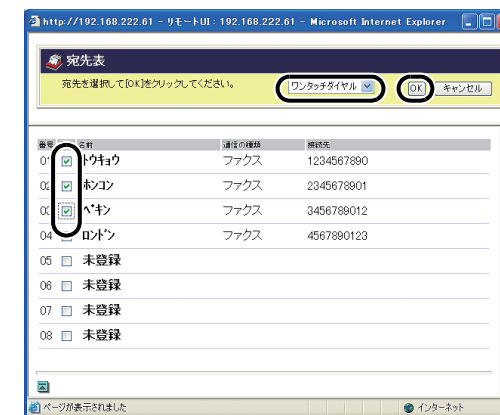 http://192.168.222.61 - リモートUI : 192.168.222.61 - Microsoft Internet Explorer
宛先表
宛先を選択して[OK]をクリックしてください。 ワンタッチダイヤル OK キャンセル
番号 名前 通信の種類 接続先
01 トウキョウ ファクス 1234567890
02 ホンコン ファクス 2345678901
03 ペキン ファクス 3456789012
04 ロンドン ファクス 4567890123
05 未登録
06 未登録
07 未登録
08 未登録
ページが表示されました インターネット